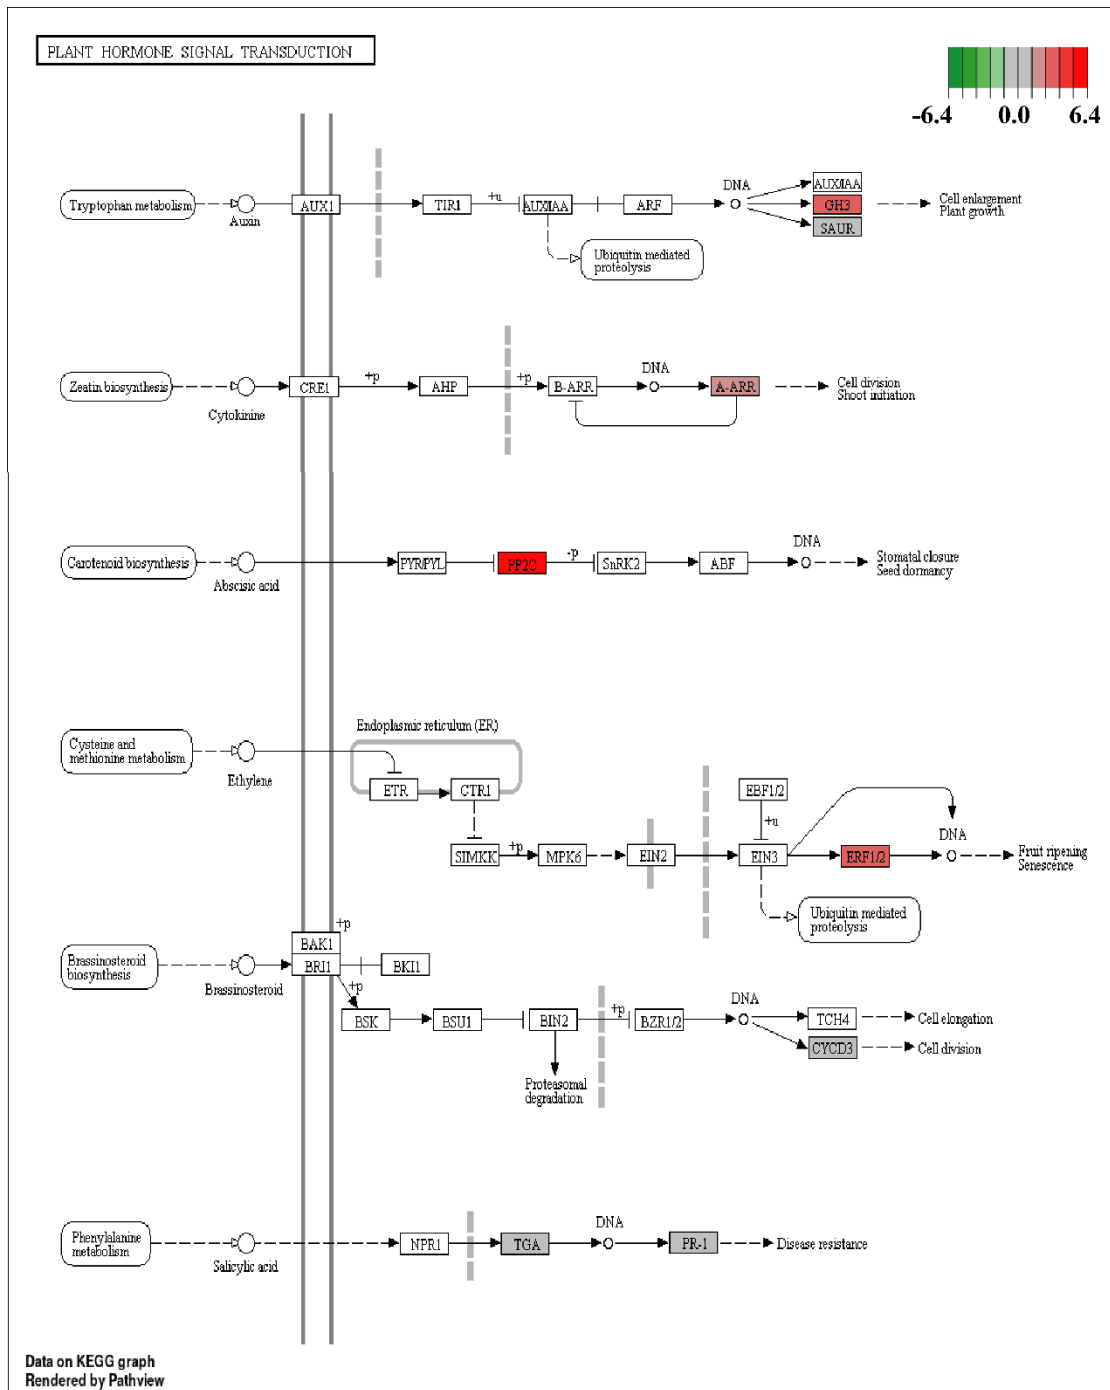 PLANT HORMONE SIGNAL TRANSDUCTION
-6.4 0.0 6.4
Tryptophan metabolism
Auxin
AUX1
TIR1
+u
AUX/IAA
ARF
DNA
AUX/IAA
GH3
SAUR
Cell enlargement
Plant growth
Ubiquitin mediated
proteolysis
Zeatin biosynthesis
Cytokinine
CRE1
+p
AHP
+p
B-ARR
DNA
A-ARR
Cell division
Shoot initiation
Carotenoid biosynthesis
Abscisic acid
PYR/PYL
PP2C
-p
SnRK2
ABF
DNA
Stomatal closure
Seed dormancy
Cysteine and
methionine metabolism
Ethylene
Endoplasmic reticulum (ER)
ETR
CTR1
SIMKK
+p
MPK6
EIN2
EBF1/2
+u
EIN3
ERF1/2
DNA
Fruit ripening
Senescence
Ubiquitin mediated
proteolysis
Brassinosteroid
biosynthesis
Brassinosteroid
+p
BAK1
BRI1
BKI1
+p
BSK
BSU1
BIN2
+p
BZR1/2
DNA
TCH4
Cell elongation
CYCD3
Cell division
Proteasomal
degradation
Phenylalanine
metabolism
Salicylic acid
NPR1
TGA
DNA
PR-1
Disease resistance
Data on KEGG graph
Rendered by Pathview